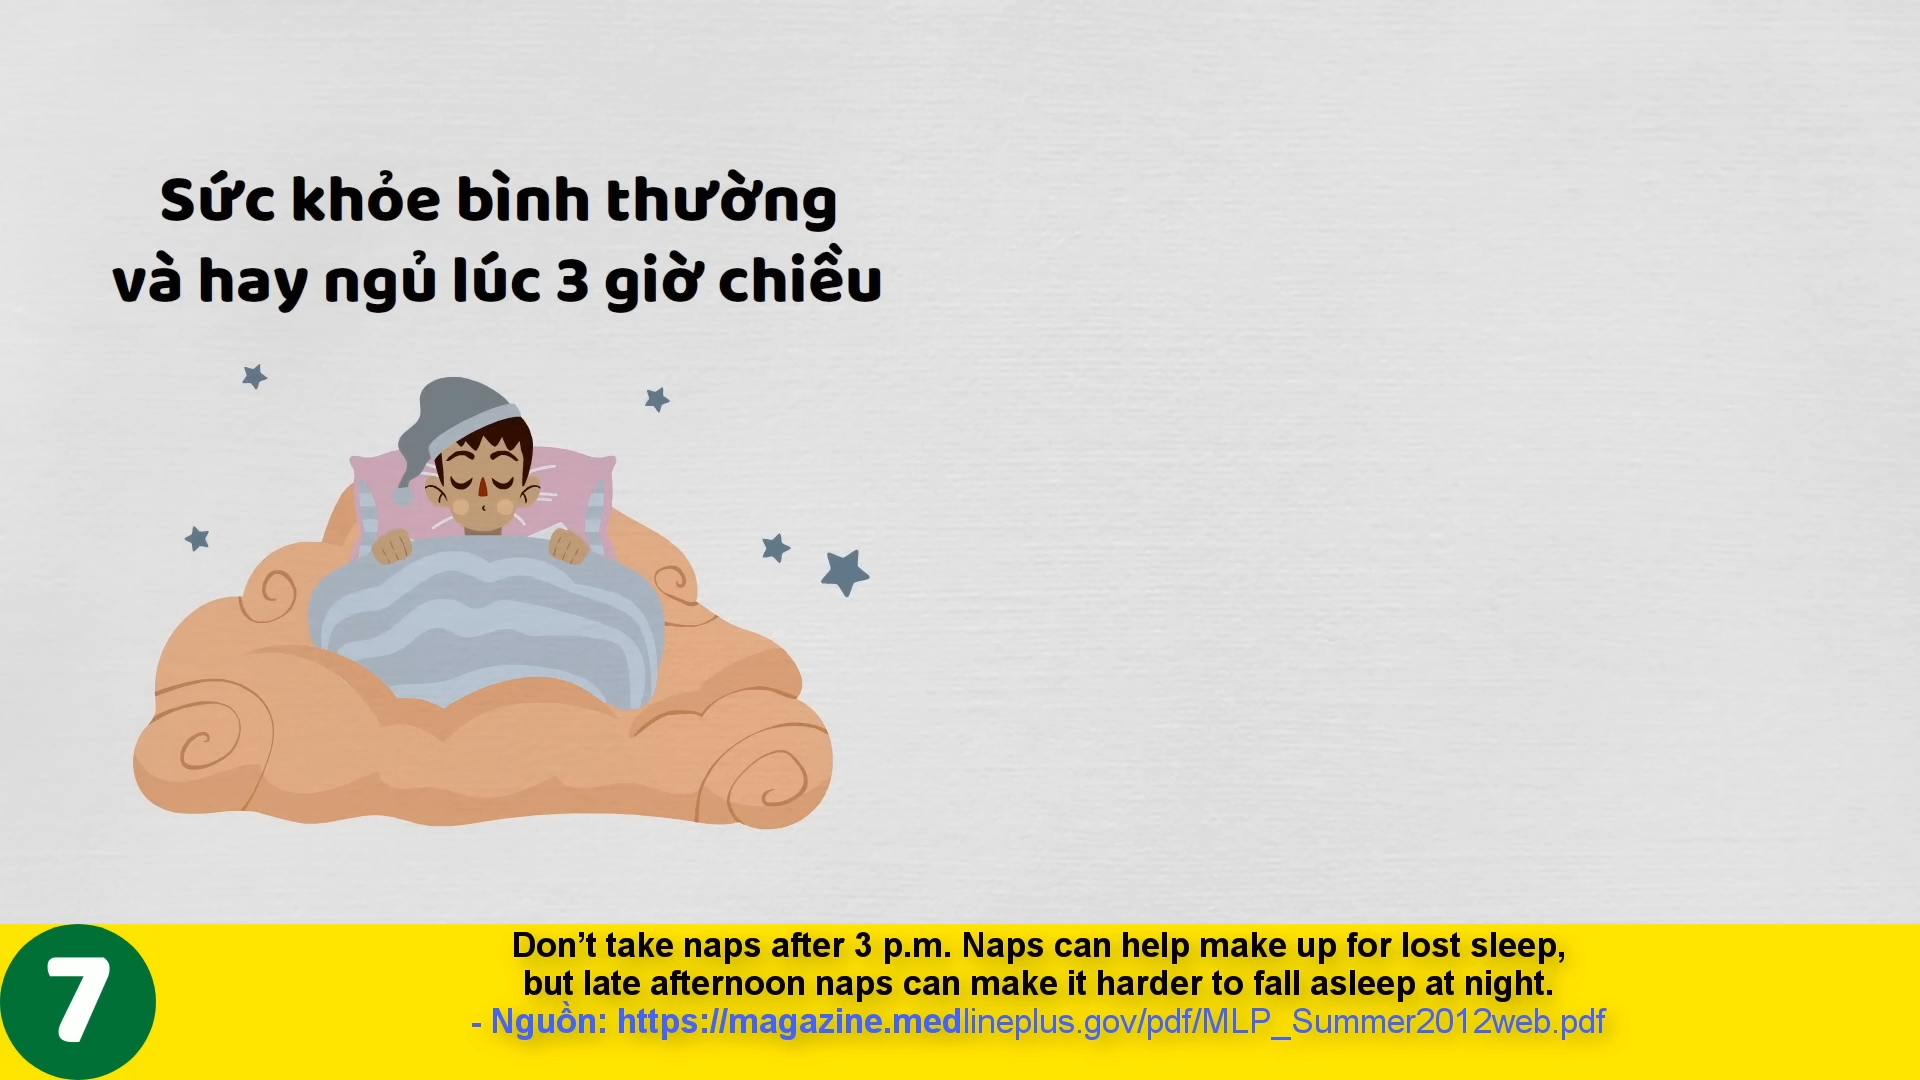 Sức khỏe bình thường
và hay ngủ lúc 3 giờ chiều
7
Don’t take naps after 3 p.m. Naps can help make up for lost sleep,
but late afternoon naps can make it harder to fall asleep at night.
- Nguồn: https://magazine.medlineplus.gov/pdf/MLP_Summer2012web.pdf